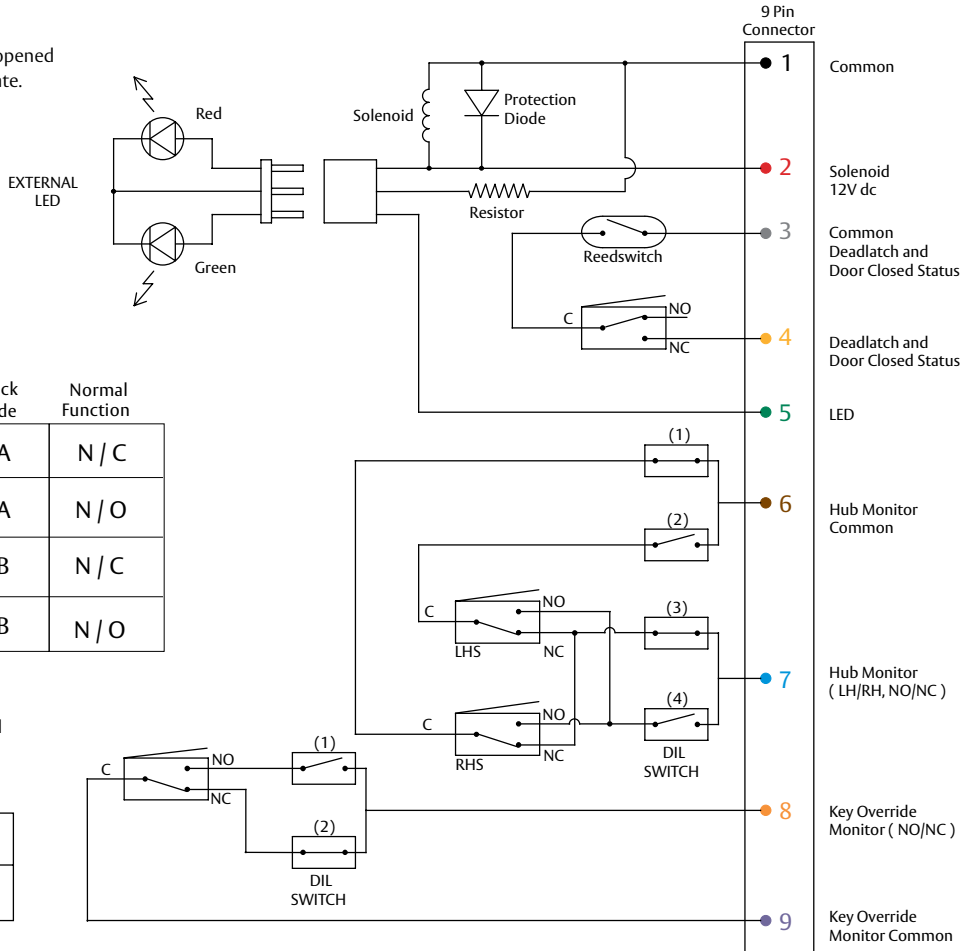 9 Pin
Connector
1
Common
Red
Solenoid
Protection
Diode
EXTERNAL
LED
2
Solenoid
12V dc
Resistor
3
Common
Deadlatch and
Door Closed Status
Reedswitch
Green
C
NO
NC
4
Deadlatch and
Door Closed Status
5
LED
Normal
Function
A
N / C
A
N / O
B
N / C
B
N / O
(1)
6
Hub Monitor
Common
(2)
C
NO
LHS
NC
(3)
7
Hub Monitor
( LH/RH, NO/NC )
C
NO
RHS
NC
(4)
DIL
SWITCH
C
NO
NC
(1)
8
Key Override
Monitor ( NO/NC )
(2)
DIL
SWITCH
9
Key Override
Monitor Common